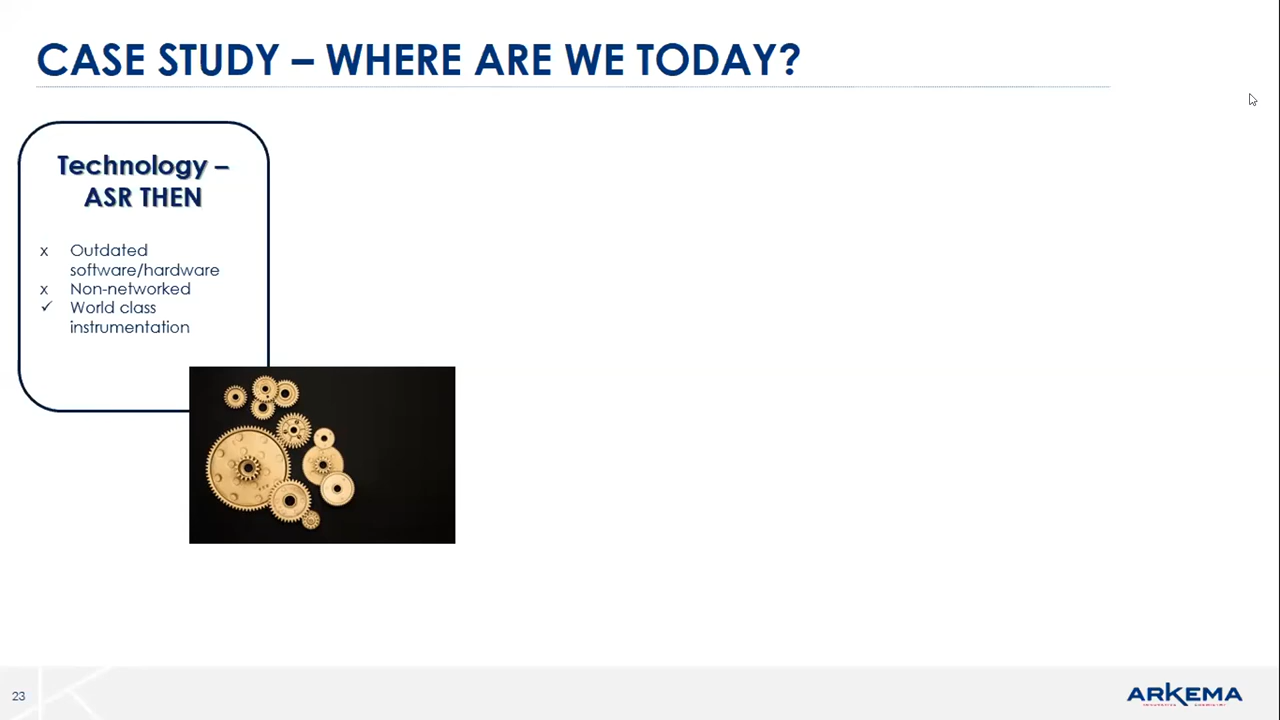 CASE STUDY – WHERE ARE WE TODAY?
Technology –
ASR THEN
x Outdated
software/hardware
x Non-networked
✓ World class
instrumentation
23
ARKEMA